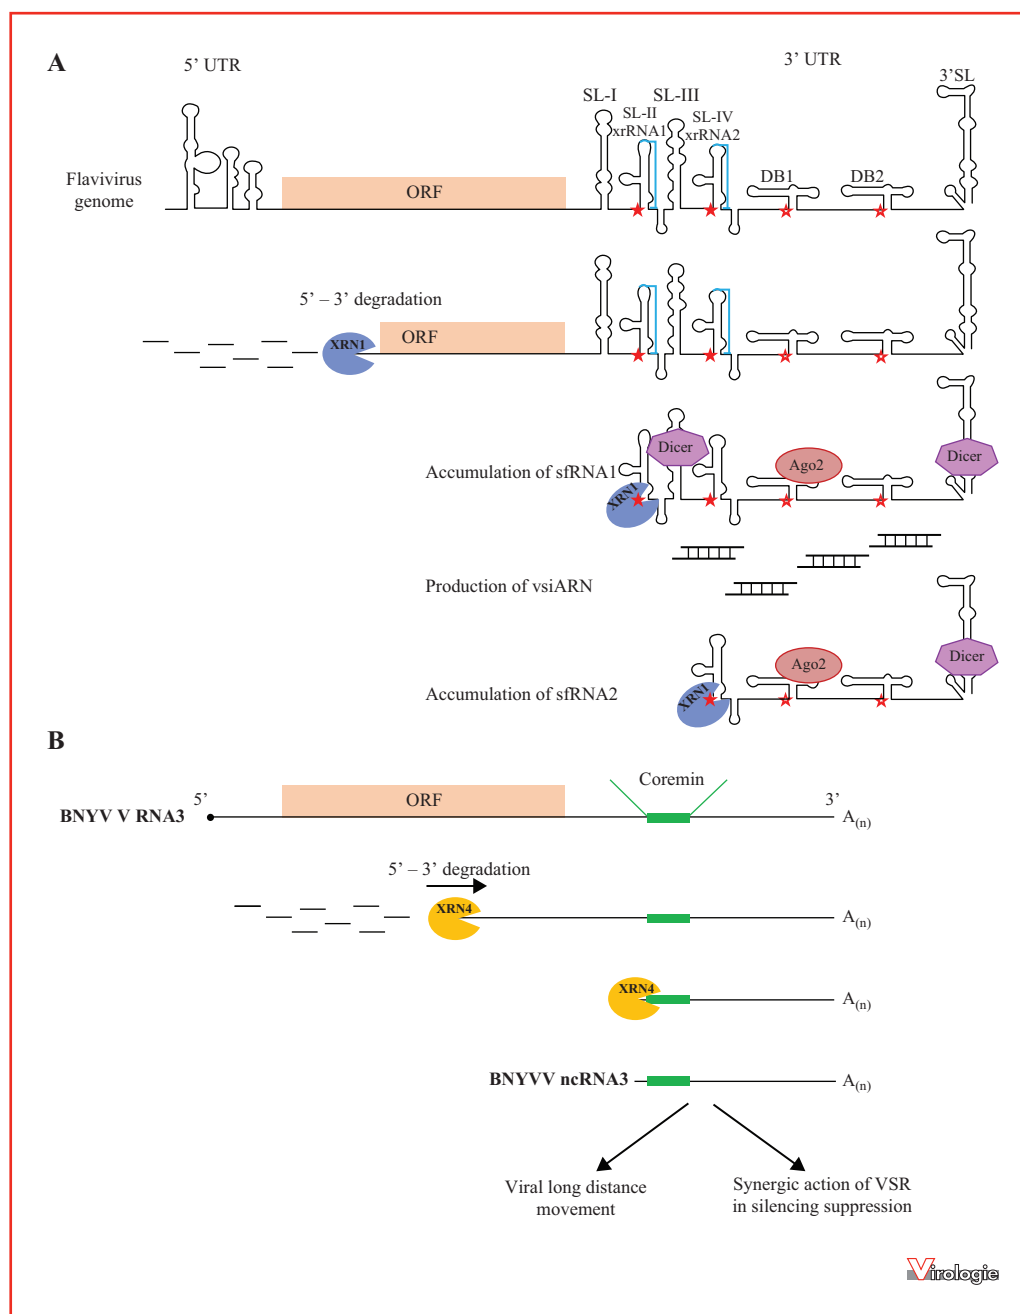 A
5’ UTR
3’ UTR
3’SL
SL-I
SL-II
xrRNA1
SL-III
SL-IV
xrRNA2
DB1
DB2
Flavivirus
genome
ORF
5’ – 3’ degradation
XRN1
ORF
Accumulation of sfRNA1
XRN1
Dicer
Ago2
Dicer
Production of vsiARN
Accumulation of sfRNA2
XRN1
Ago2
Dicer
B
Coremin
5’
ORF
3’
BNYV V RNA3
A(n)
5’ – 3’ degradation
XRN4
A(n)
XRN4
A(n)
BNYVV ncRNA3
A(n)
Viral long distance
movement
Synergic action of VSR
in silencing suppression
Virologie